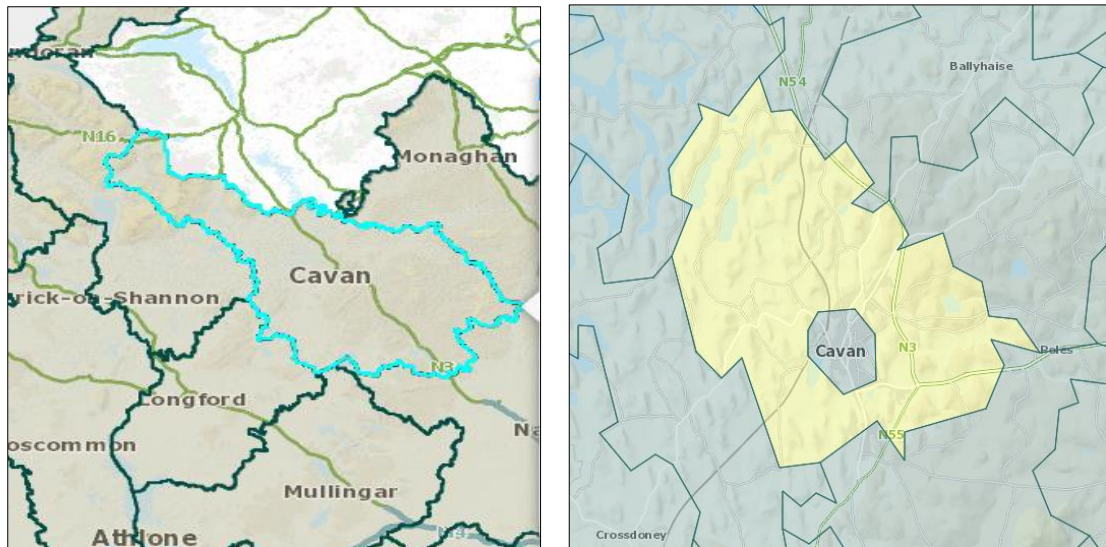 N16
Monaghan
Cavan
rick-on-Shannon
N3
Longford
oscommon
Na
Mullingar
Athlone
N54
Ballyhaise
Cavan
N3
Poles
N55
Crossdoney